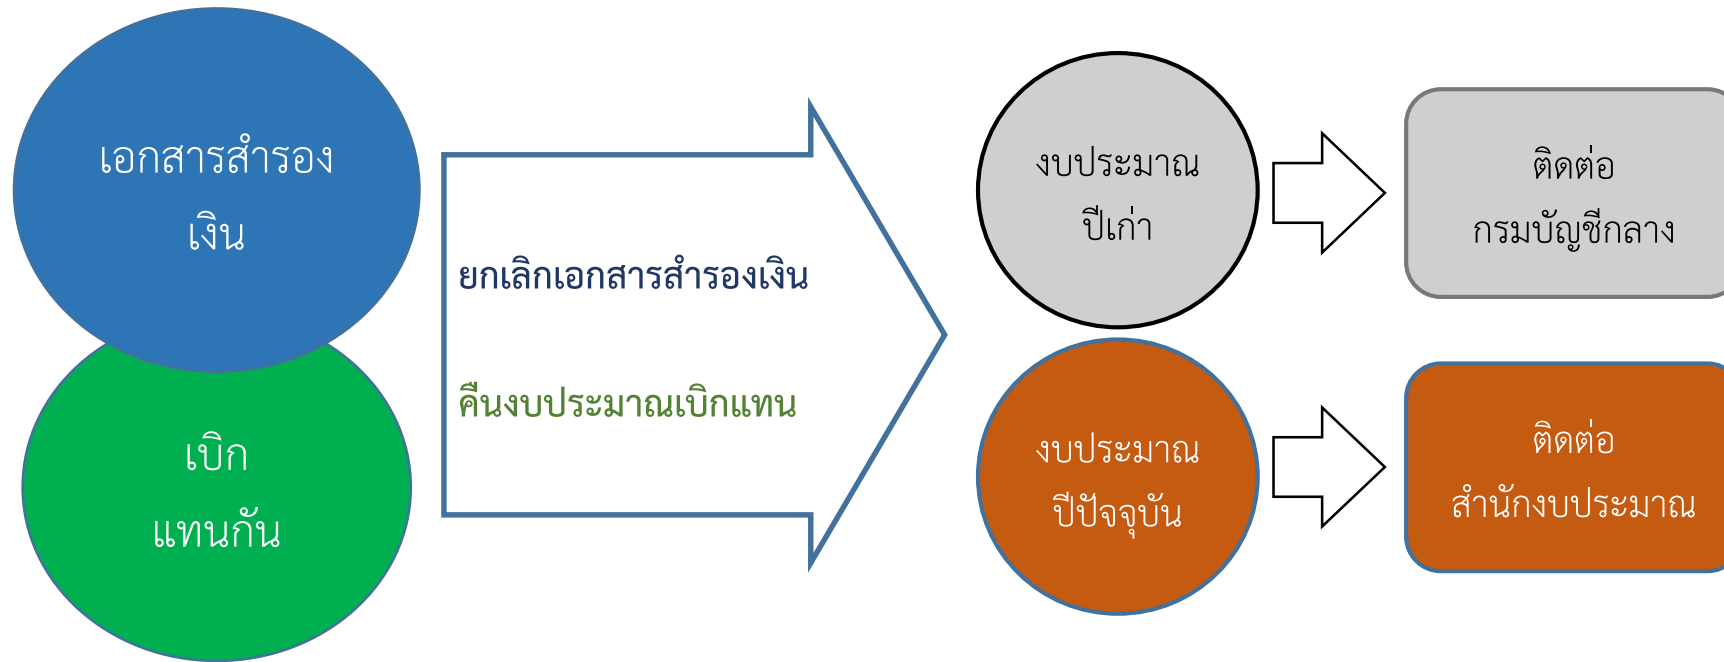 เอกสารสำรอง
เงิน
เบิก
แทนกัน
ยกเลิกเอกสารสำรองเงิน
คืนงบประมาณเบิกแทน
งบประมาณ
ปีเก่า
ติดต่อ
กรมบัญชีกลาง
งบประมาณ
ปีปัจจุบัน
ติดต่อ
สำนักงบประมาณ